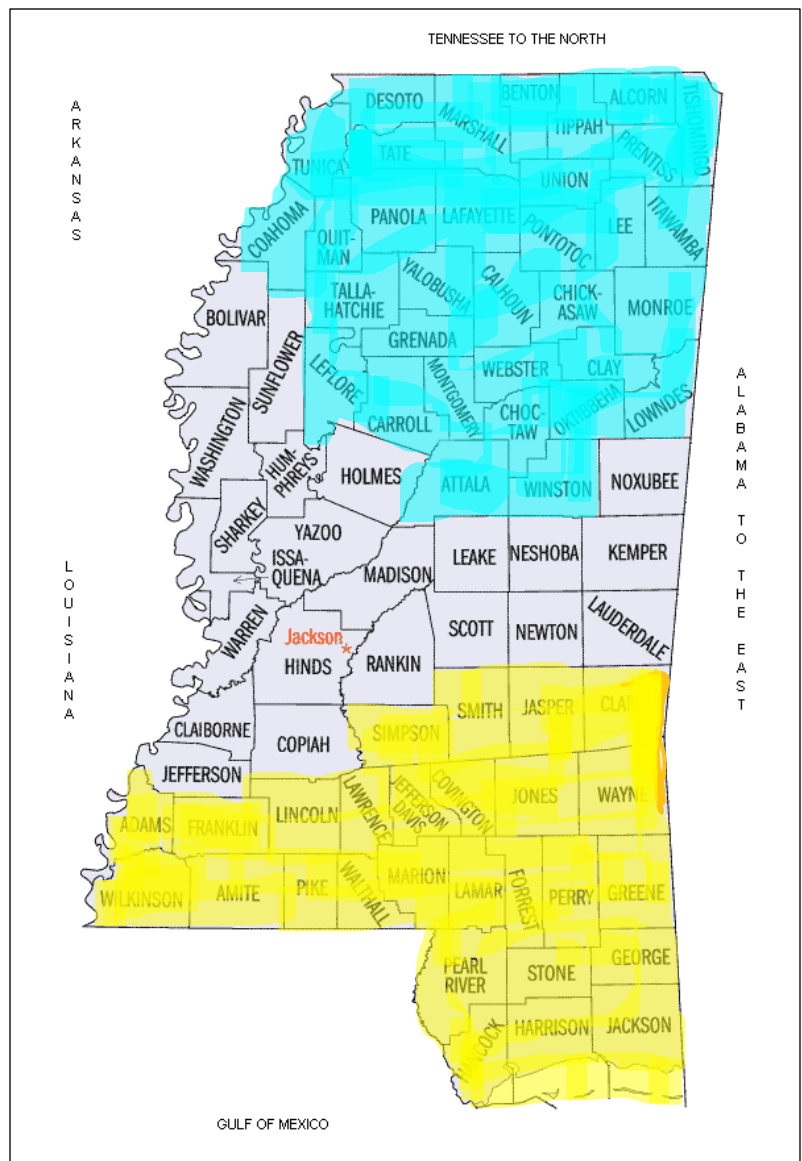 TENNESSEE TO THE NORTH
ARKANSAS
DESOTO
BENTON
ALCORN
TISHOMINGO
MARSHALL
TIPPAH
PRENTISS
TUNICA
TATE
UNION
COAHOMA
QUIT-
MAN
PANOLA
LAFAYETTE
PONTOTOC
LEE
ITAWAMBA
BOLIVAR
TALLA-
HATCHIE
YALOBUSHA
CALHOUN
CHICK-
ASAW
MONROE
SUNFLOWER
GRENADA
LEFLORE
MONTGOMERY
WEBSTER
CLAY
WASHINGTON
CARROLL
CHOC-
TAW
OKTIBBEHA
LOWNDES
ALABAMA TO THE EAST
HUM-
PHREYS
HOLMES
ATTALA
WINSTON
NOXUBEE
SHARKEY
YAZOO
ISSA-
QUENA
MADISON
LEAKE
NESHOBA
KEMPER
LOUISIANA
WARREN
Jackson
HINDS
RANKIN
SCOTT
NEWTON
LAUDERDALE
CLAIBORNE
COPIAH
SIMPSON
SMITH
JASPER
JEFFERSON
ADAMS
FRANKLIN
LINCOLN
LAWRENCE
JEFFERSON
DAVIS
COVINGTON
JONES
WAYNE
WILKINSON
AMITE
PIKE
WALTHALL
MARION
LAMAR
FORREST
PERRY
GREENE
PEARL
RIVER
STONE
GEORGE
HANCOCK
HARRISON
JACKSON
GULF OF MEXICO